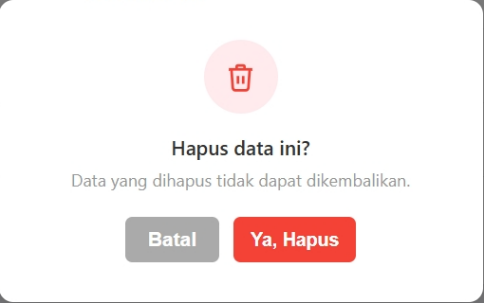 Hapus data ini?
Data yang dihapus tidak dapat dikembalikan.
Batal
Ya, Hapus